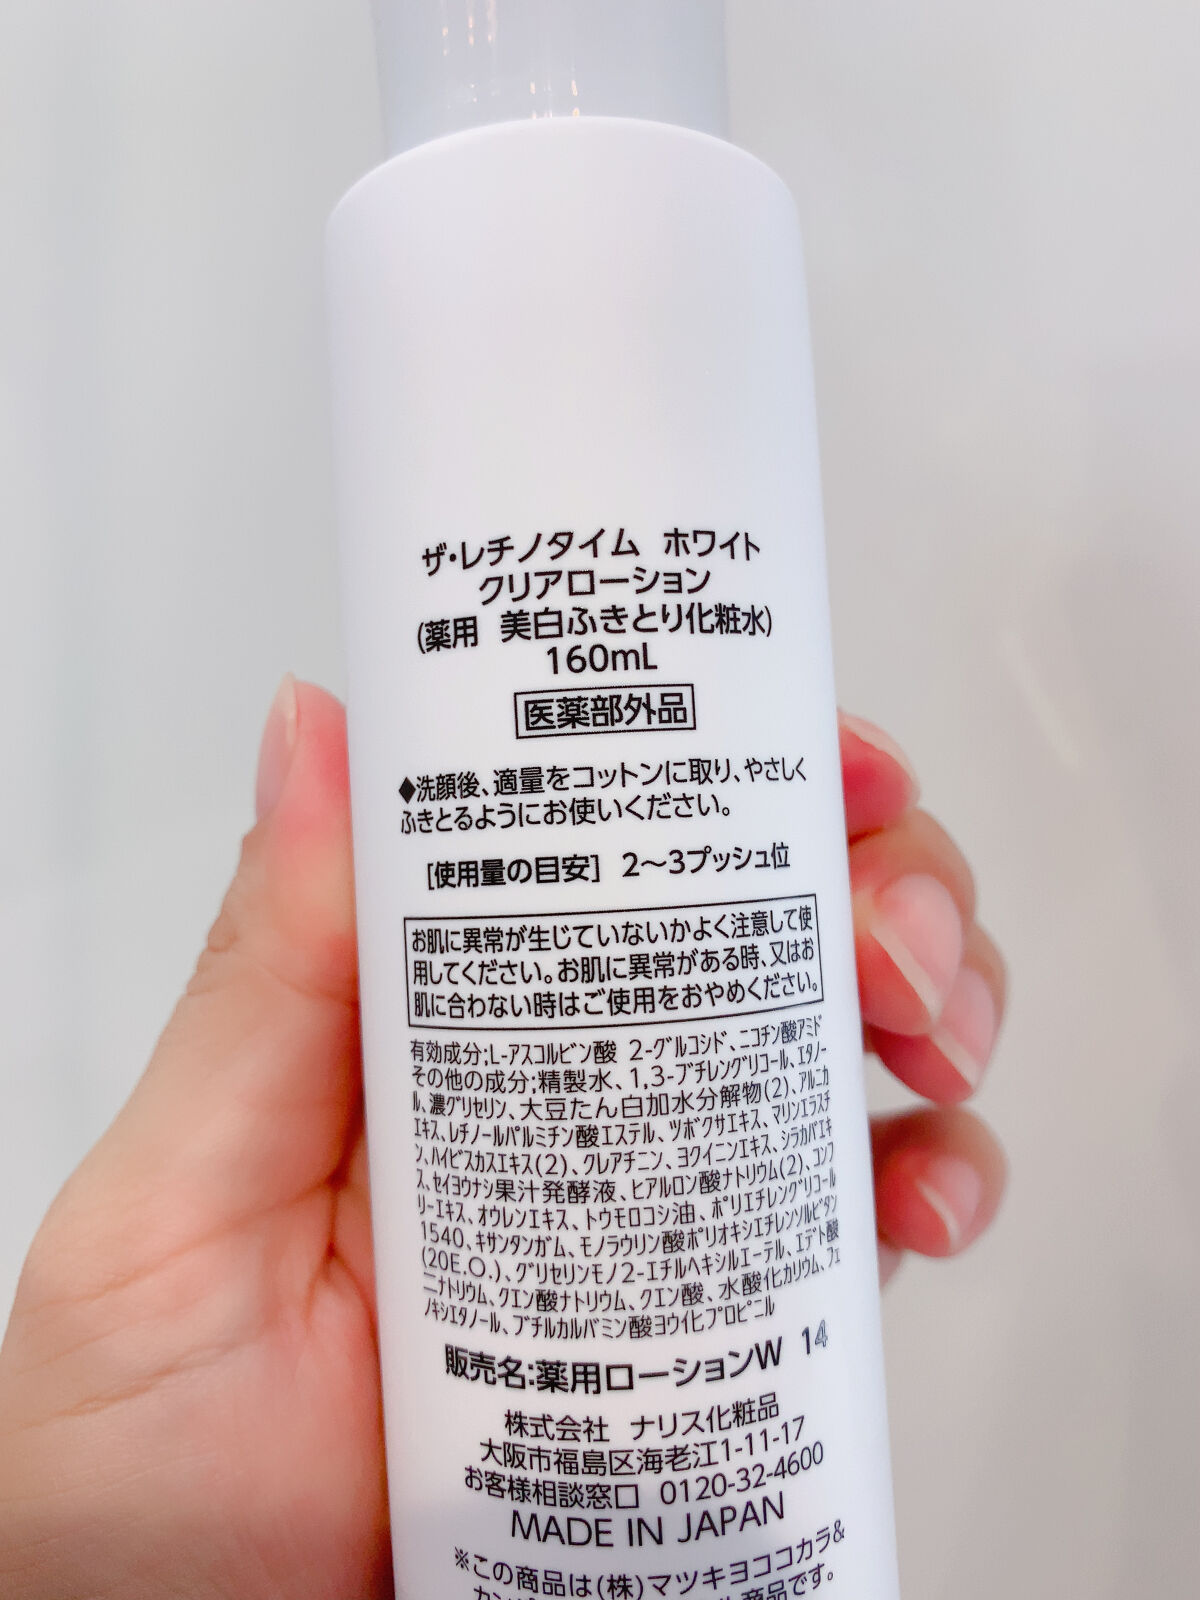 ザ・レチノタイム ホワイト
クリアローション
(薬用 美白ふきとり化粧水)
160mL
医薬部外品
◆洗顔後、適量をコットンに取り、やさしく
ふきとるようにお使いください。
[使用量の目安] 2～3プッシュ位
お肌に異常が生じていないかよく注意して使
用してください。お肌に異常がある時、又はお
肌に合わない時はご使用をおやめください。
有効成分;L-アスコルビン酸 2-グルコシド、ニコチン酸アミド
その他の成分;精製水、1,3-ブチレングリコール、エタノー
ル、濃グリセリン、大豆たん白加水分解物(2)、アルニカ
エキス、レチノールパルミチン酸エステル、ツボクサエキス、マリンエラスチ
ン、ハイビスカスエキス(2)、クレアチニン、ヨクイニンエキス、シラカバエキ
ス、セイヨウナシ果汁発酵液、ヒアルロン酸ナトリウム(2)、コンフ
リーエキス、オウレンエキス、トウモロコシ油、ポリエチレングリコール
1540、キサンタンガム、モノラウリン酸ポリオキシエチレンソルビタン
(20E.O.)、グリセリンモノ2-エチルヘキシルエーテル、エデト酸
二ナトリウム、クエン酸ナトリウム、クエン酸、水酸化カリウム、フェ
ノキシエタノール、ブチルカルバミン酸ヨウ化プロピニル
販売名:薬用ローションW 14
株式会社 ナリス化粧品
大阪市福島区海老江1-11-17
お客様相談窓口 0120-32-4600
MADE IN JAPAN
※この商品は(株)マツキヨココカラ&
商品です。